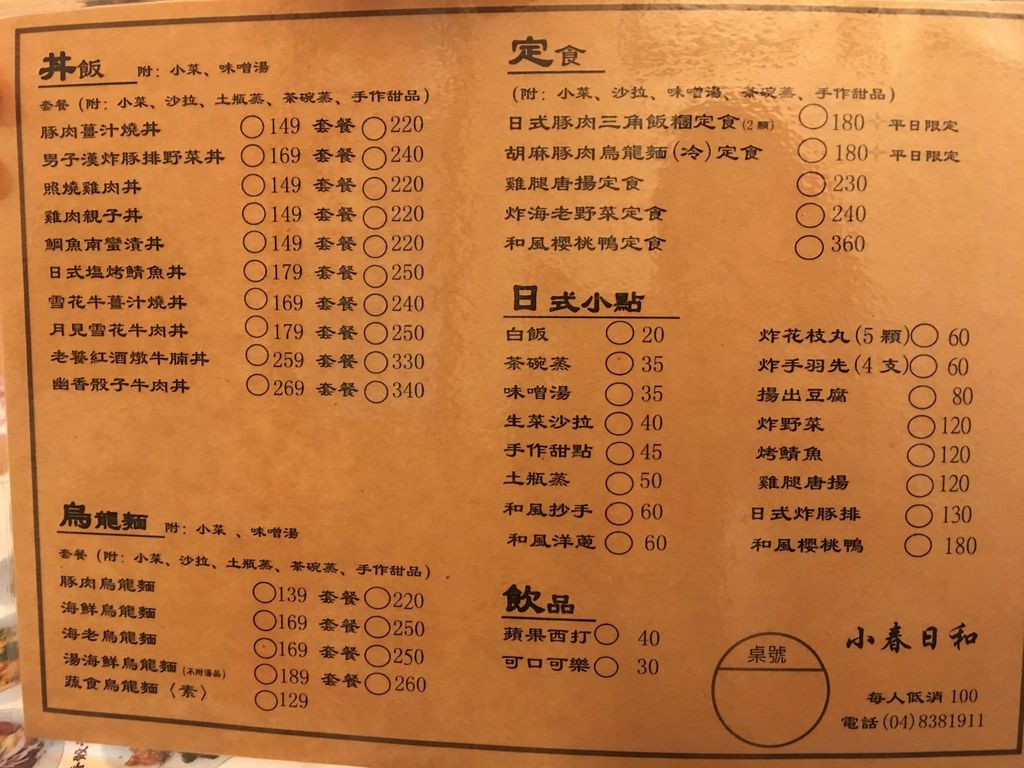 丼飯 附: 小菜、味噌湯
套餐 (附: 小菜、沙拉、土瓶蒸、茶碗蒸、手作甜品)
豚肉薑汁燒丼 149 套餐 220
男子漢炸豚排野菜丼 169 套餐 240
照燒雞肉丼 149 套餐 220
雞肉親子丼 149 套餐 220
鯛魚南蠻漬丼 149 套餐 220
日式塩烤鯖魚丼 179 套餐 250
雪花牛薑汁燒丼 169 套餐 240
月見雪花牛肉丼 179 套餐 250
老饕紅酒燉牛腩丼 259 套餐 330
幽香骰子牛肉丼 269 套餐 340
烏龍麵 附: 小菜 、味噌湯
套餐 (附: 小菜、沙拉、土瓶蒸、茶碗蒸、手作甜品)
豚肉烏龍麵 139 套餐 220
海鮮烏龍麵 169 套餐 250
海老烏龍麵 169 套餐 250
湯海鮮烏龍麵 (不附湯品) 189 套餐 260
蔬食烏龍麵〈素〉 129
定食
(附: 小菜、沙拉、味噌湯、茶碗蒸、手作甜品)
日式豚肉三角飯糰定食(2顆) 180 平日限定
胡麻豚肉烏龍麵(冷)定食 180 平日限定
雞腿唐揚定食 230
炸海老野菜定食 240
和風櫻桃鴨定食 360
日式小點
白飯 20
茶碗蒸 35
味噌湯 35
生菜沙拉 40
手作甜點 45
土瓶蒸 50
和風抄手 60
和風洋蔥 60
炸花枝丸(5 顆) 60
炸手羽先(4 支) 60
揚出豆腐 80
炸野菜 120
烤鯖魚 120
雞腿唐揚 120
日式炸豚排 130
和風櫻桃鴨 180
飲品
蘋果西打 40
可口可樂 30
桌號
小春日和
每人低消 100
電話(04)8381911